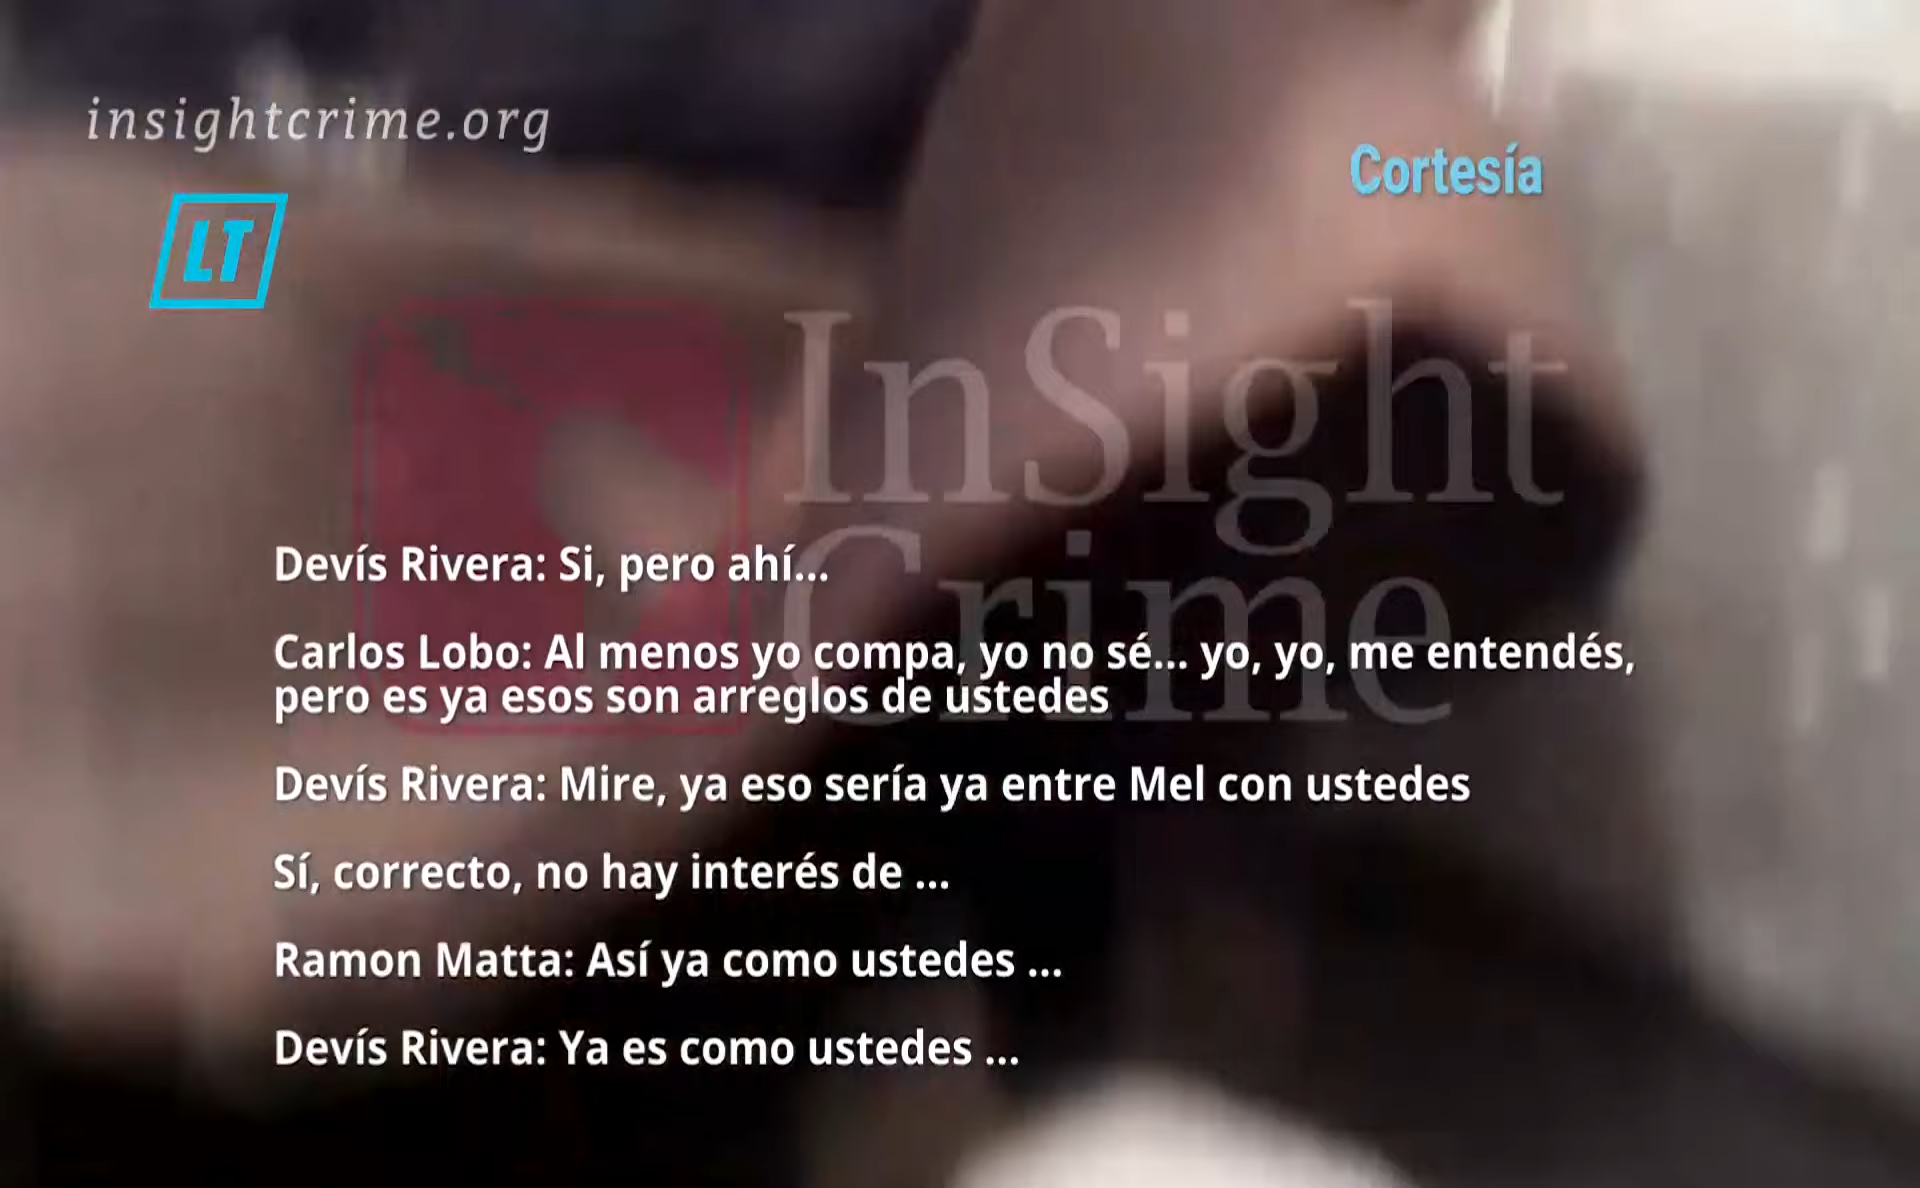 insightcrime.org
Cortesía
LT
InSight
Crime
Devís Rivera: Si, pero ahí...
Carlos Lobo: Al menos yo compa, yo no sé... yo, yo, me entendés,
pero es ya esos son arreglos de ustedes
Devís Rivera: Mire, ya eso sería ya entre Mel con ustedes
Sí, correcto, no hay interés de ...
Ramon Matta: Así ya como ustedes ...
Devís Rivera: Ya es como ustedes ...